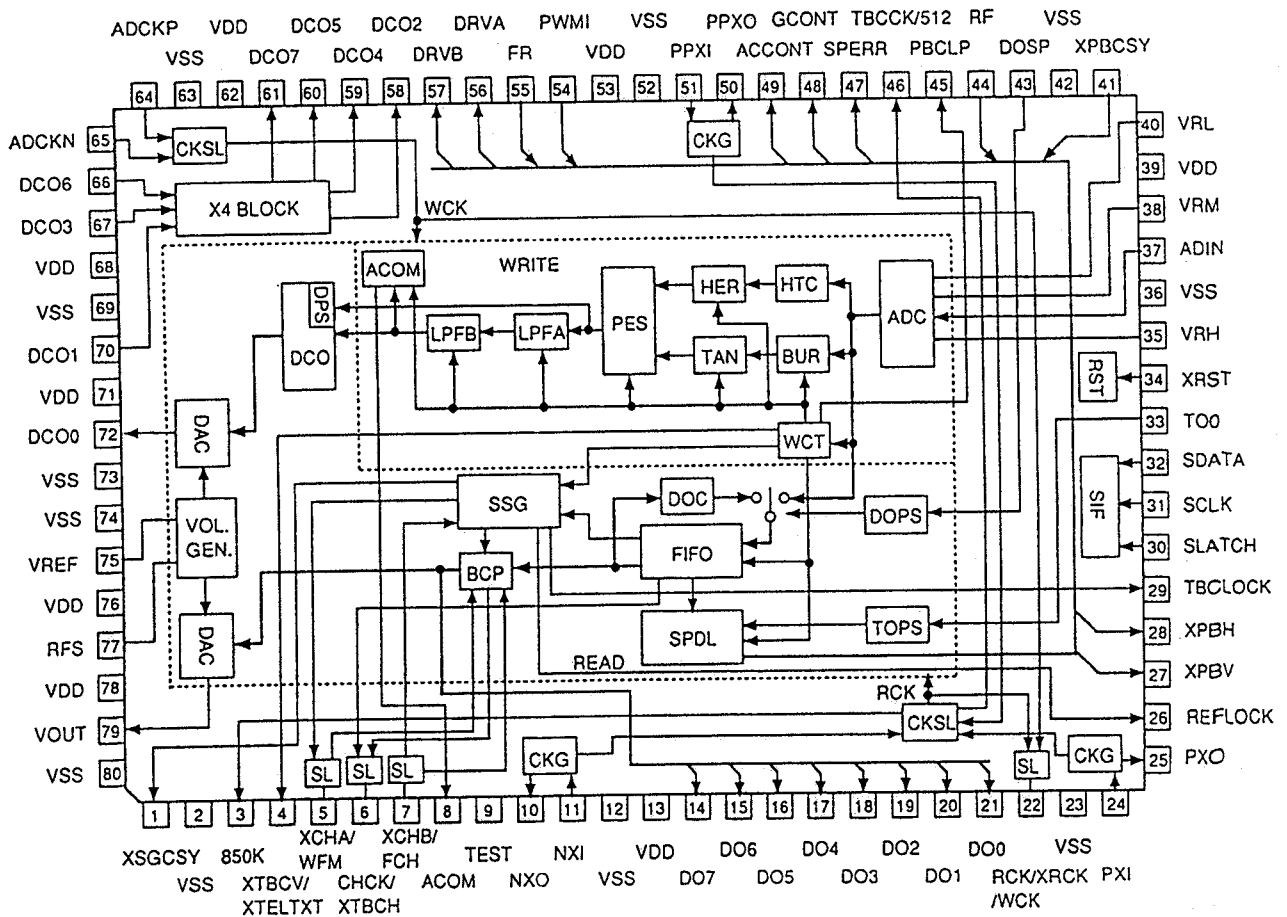 ADCKP VDD DCO5 DCO2 DRVA PWMI VSS PPXO GCONT TBCCK/512 RF VSS
VSS DCO7 DCO4 DRVB FR VDD PPXI ACCONT SPERR PBCLP DOSP XPBCSY
64 63 62 61 60 59 58 57 56 55 54 53 52 51 50 49 48 47 46 45 44 43 42 41
ADCKN 65 CKSL CKG 40 VRL
DCO6 66 39 VDD
X4 BLOCK
DCO3 67 WCK 38 VRM
VDD 68 ACOM WRITE HER HTC 37 ADIN
VSS 69 DPS DCO LPFB LPFA PES ADC 36 VSS
DCO1 70 TAN BUR 35 VRH
VDD 71 RST 34 XRST
DCO0 72 DAC WCT 33 TO0
VSS 73 32 SDATA
VSS 74 VOL. GEN. SSG DOC DOPS SIF 31 SCLK
VREF 75 FIFO 30 SLATCH
VDD 76 BCP 29 TBCLOCK
RFS 77 DAC SPDL TOPS 28 XPBH
READ 27 XPBV
VDD 78 RCK
VOUT 79 CKSL 26 REFLOCK
VSS 80 SL SL SL CKG SL CKG 25 PXO
1 2 3 4 5 6 7 8 9 10 11 12 13 14 15 16 17 18 19 20 21 22 23 24
XCHA/ XCHB/
XSGCSY 850K WFM FCH TEST NXI VDD DO6 DO4 DO2 DO0 VSS
VSS XTBCV/ CHCK/ ACOM NXO VSS DO7 DO5 DO3 DO1 RCK/XRCK PXI
XTELTXT XTBCH /WCK